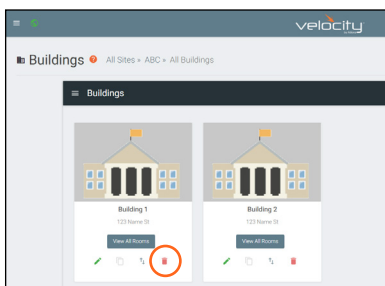 velocity
Buildings ? All Sites » ABC » All Buildings
Buildings
Building 1
123 Name St
View All Rooms
Building 2
123 Name St
View All Rooms